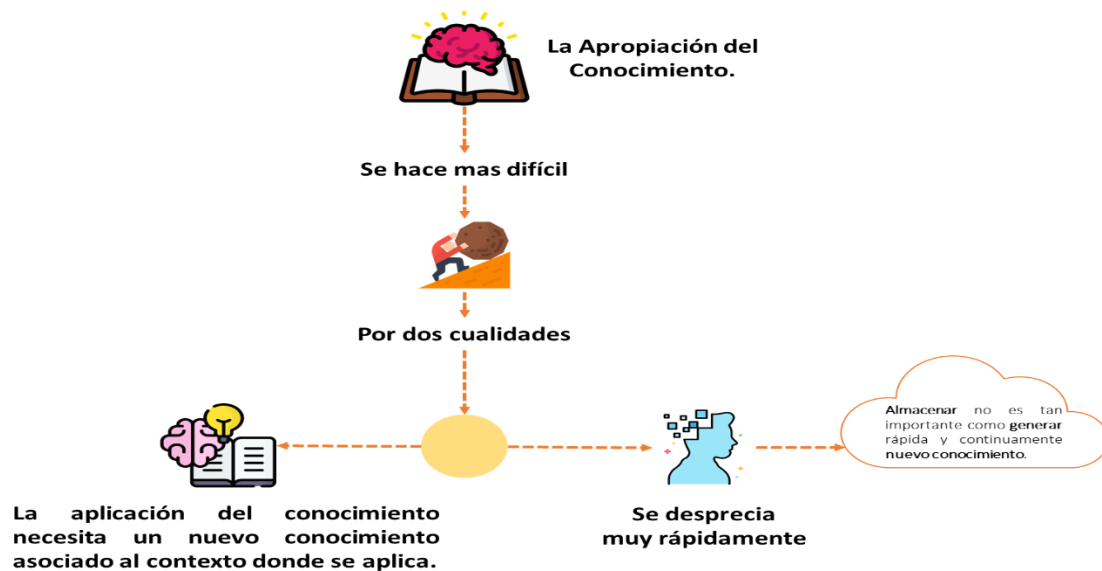 La Apropiación del
Conocimiento.
Se hace mas difícil
Por dos cualidades
La aplicación del conocimiento
necesita un nuevo conocimiento
asociado al contexto donde se aplica.
Se desprecia
muy rápidamente
Almacenar no es tan
importante como generar
rápida y continuamente
nuevo conocimiento.